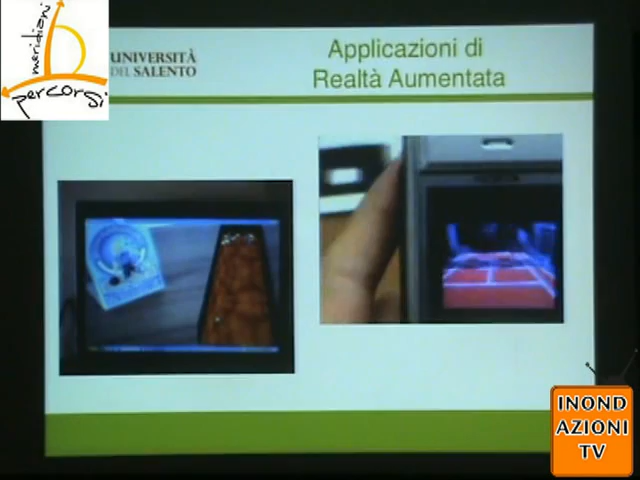 meridiani
percorsi
UNIVERSITÀ
DEL SALENTO
Applicazioni di
Realtà Aumentata
INOND
AZIONI
TV